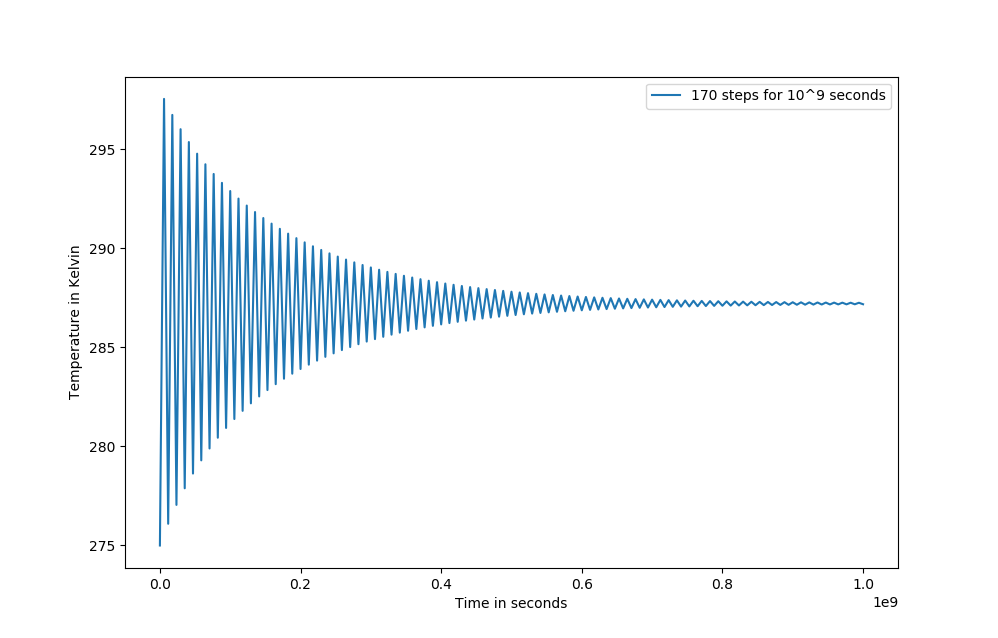 170 steps for 10^9 seconds
Temperature in Kelvin
295
290
285
280
275
0.0 0.2 0.4 0.6 0.8 1.0
Time in seconds
1e9